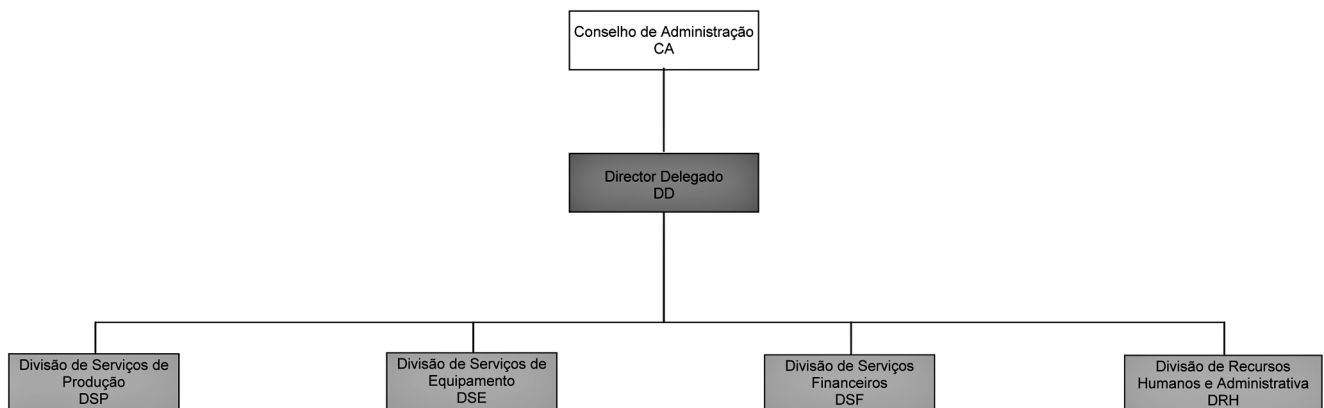 Conselho de Administração
CA
Director Delegado
DD
Divisão de Serviços de
Produção
DSP
Divisão de Serviços de
Equipamento
DSE
Divisão de Serviços
Financeiros
DSF
Divisão de Recursos
Humanos e Administrativa
DRH